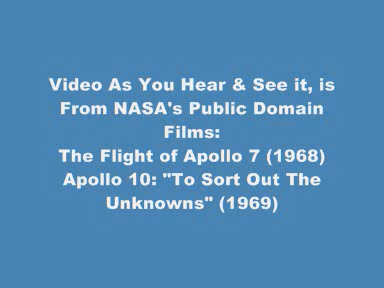 Video As You Hear & See it, is
From NASA's Public Domain
Films:
The Flight of Apollo 7 (1968)
Apollo 10: "To Sort Out The
Unknowns" (1969)